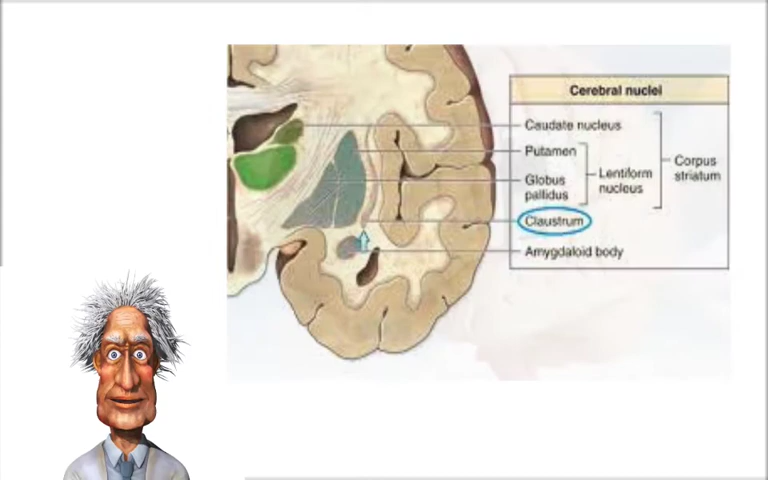 Cerebral nuclei
Caudate nucleus
Putamen
Globus
pallidus
Lentiform
nucleus
Corpus
striatum
Claustrum
Amygdaloid body